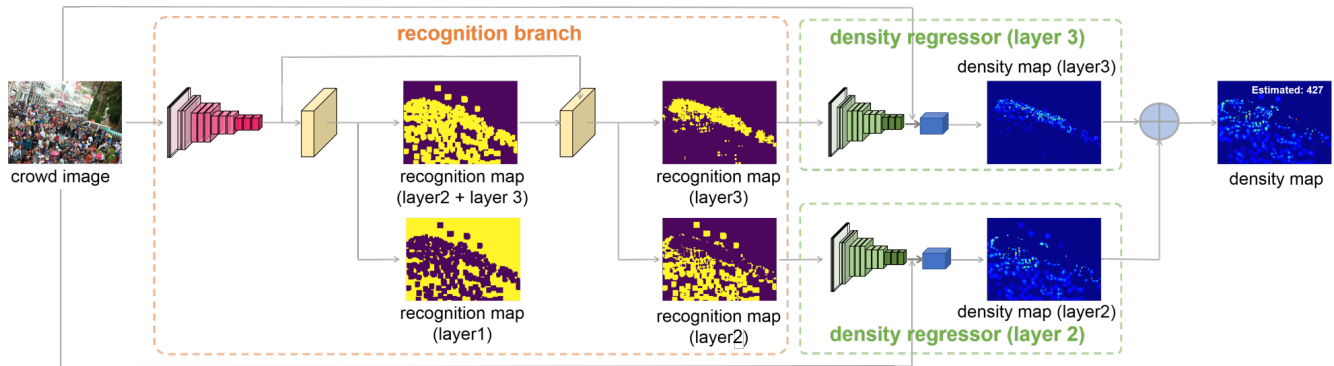 recognition branch
density regressor (layer 3)
density map (layer3)
Estimated: 427
crowd image
recognition map
(layer2 + layer 3)
recognition map
(layer3)
density map
recognition map
(layer1)
recognition map
(layer2)
density map (layer2)
density regressor (layer 2)